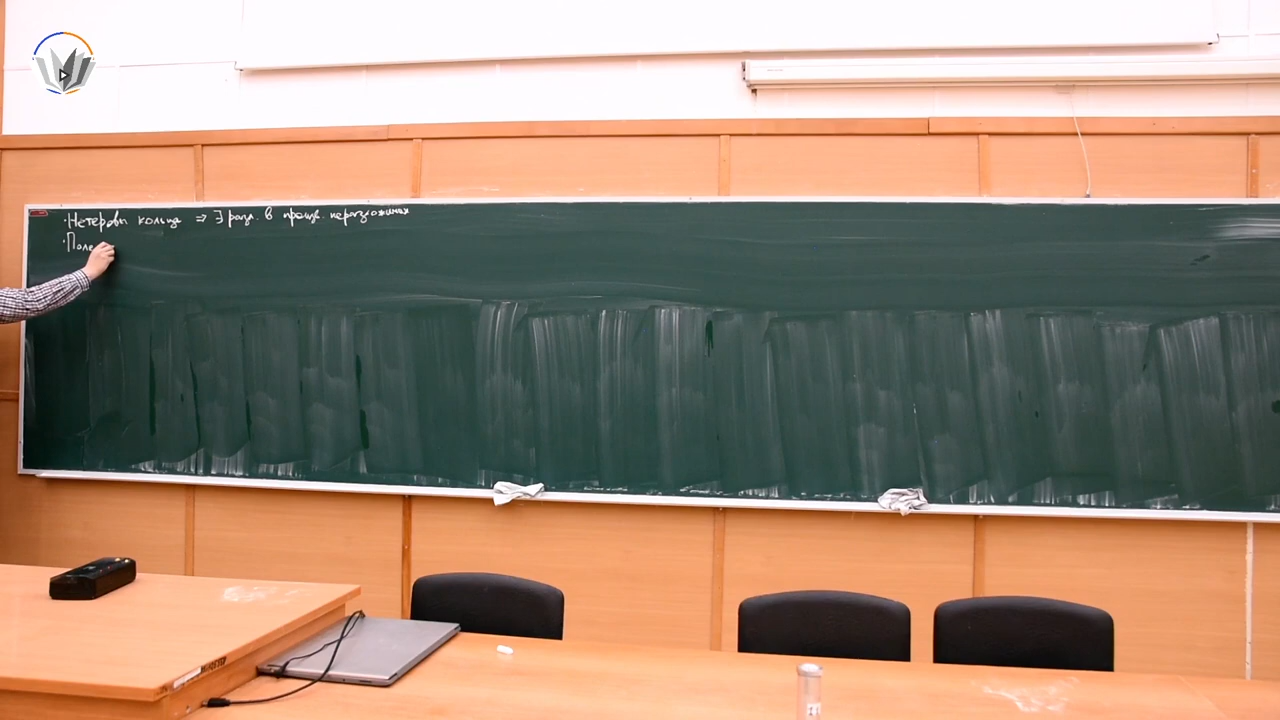 · Нетеровы кольца ⇒ ∃ разл. в произв. неразложимых
· Поле